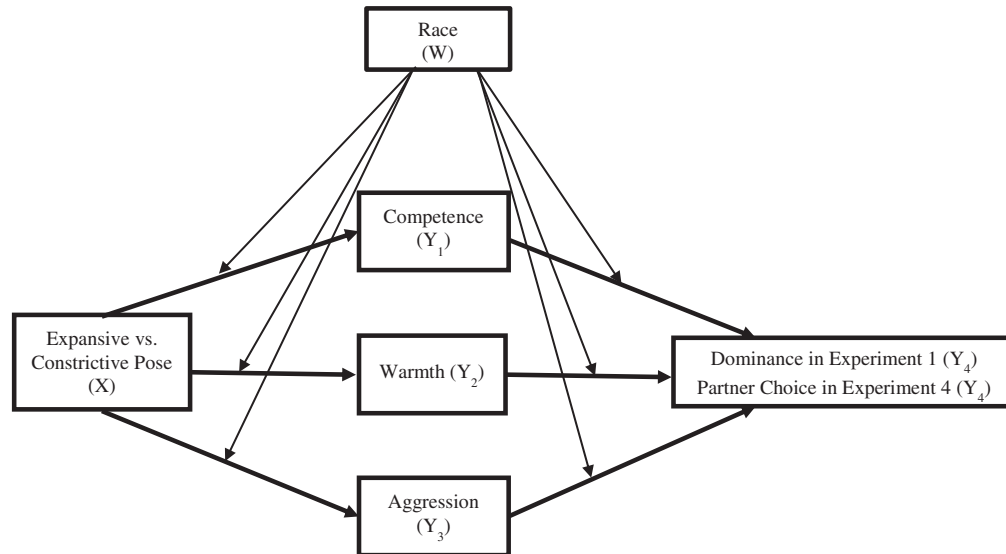 Race
(W)
Competence
(Y₁)
Expansive vs.
Constrictive Pose
(X)
Warmth (Y₂)
Dominance in Experiment 1 (Y₄)
Partner Choice in Experiment 4 (Y₄)
Aggression
(Y₃)